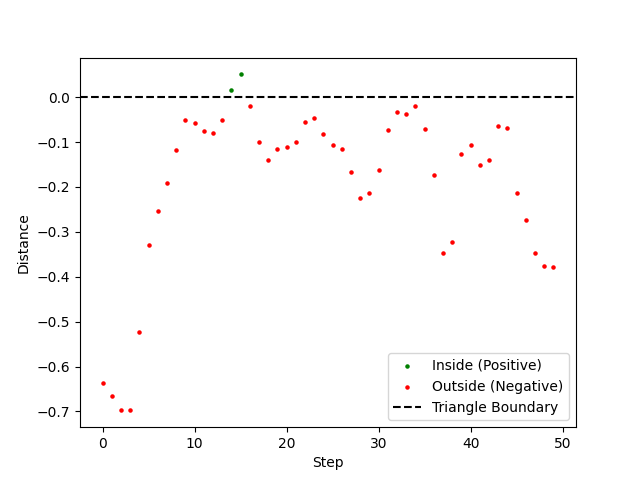 0.0
−0.1
−0.2
−0.3
−0.4
−0.5
−0.6
−0.7
Distance
Inside (Positive)
Outside (Negative)
Triangle Boundary
0 10 20 30 40 50
Step